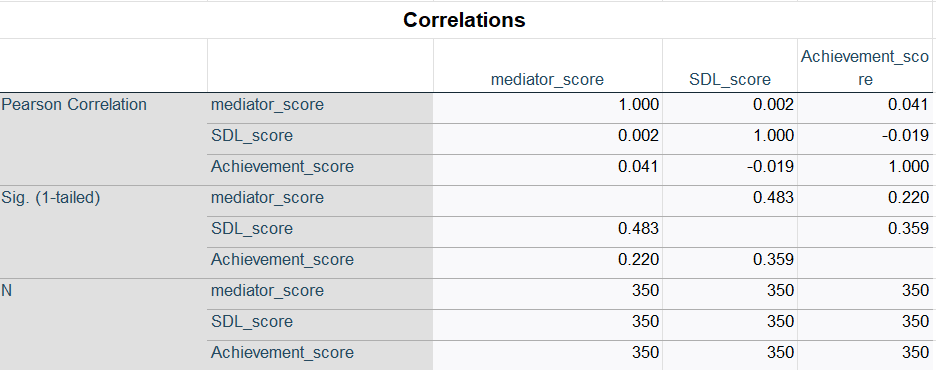 Correlations
mediator_score SDL_score Achievement_sco
re
Pearson Correlation mediator_score 1.000 0.002 0.041
SDL_score 0.002 1.000 -0.019
Achievement_score 0.041 -0.019 1.000
Sig. (1-tailed) mediator_score 0.483 0.220
SDL_score 0.483 0.359
Achievement_score 0.220 0.359
N mediator_score 350 350 350
SDL_score 350 350 350
Achievement_score 350 350 350